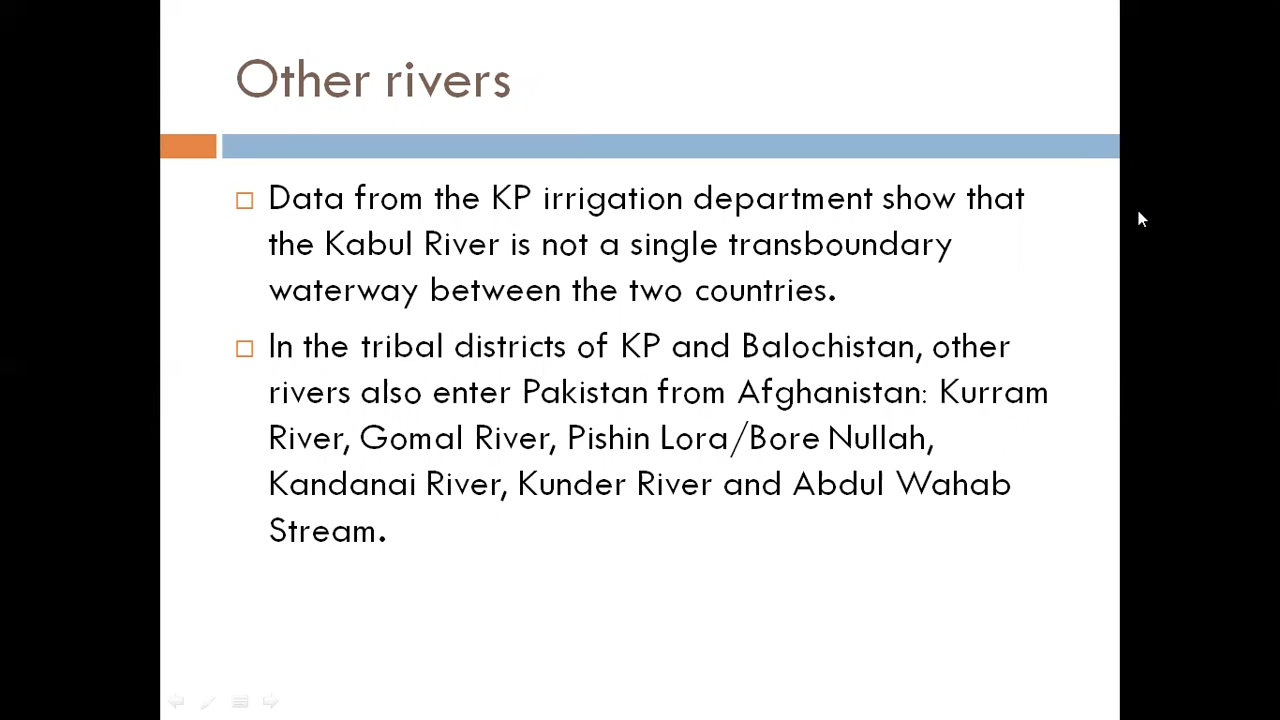 Other rivers
Data from the KP irrigation department show that
the Kabul River is not a single transboundary
waterway between the two countries.
In the tribal districts of KP and Balochistan, other
rivers also enter Pakistan from Afghanistan: Kurram
River, Gomal River, Pishin Lora/Bore Nullah,
Kandanai River, Kunder River and Abdul Wahab
Stream.